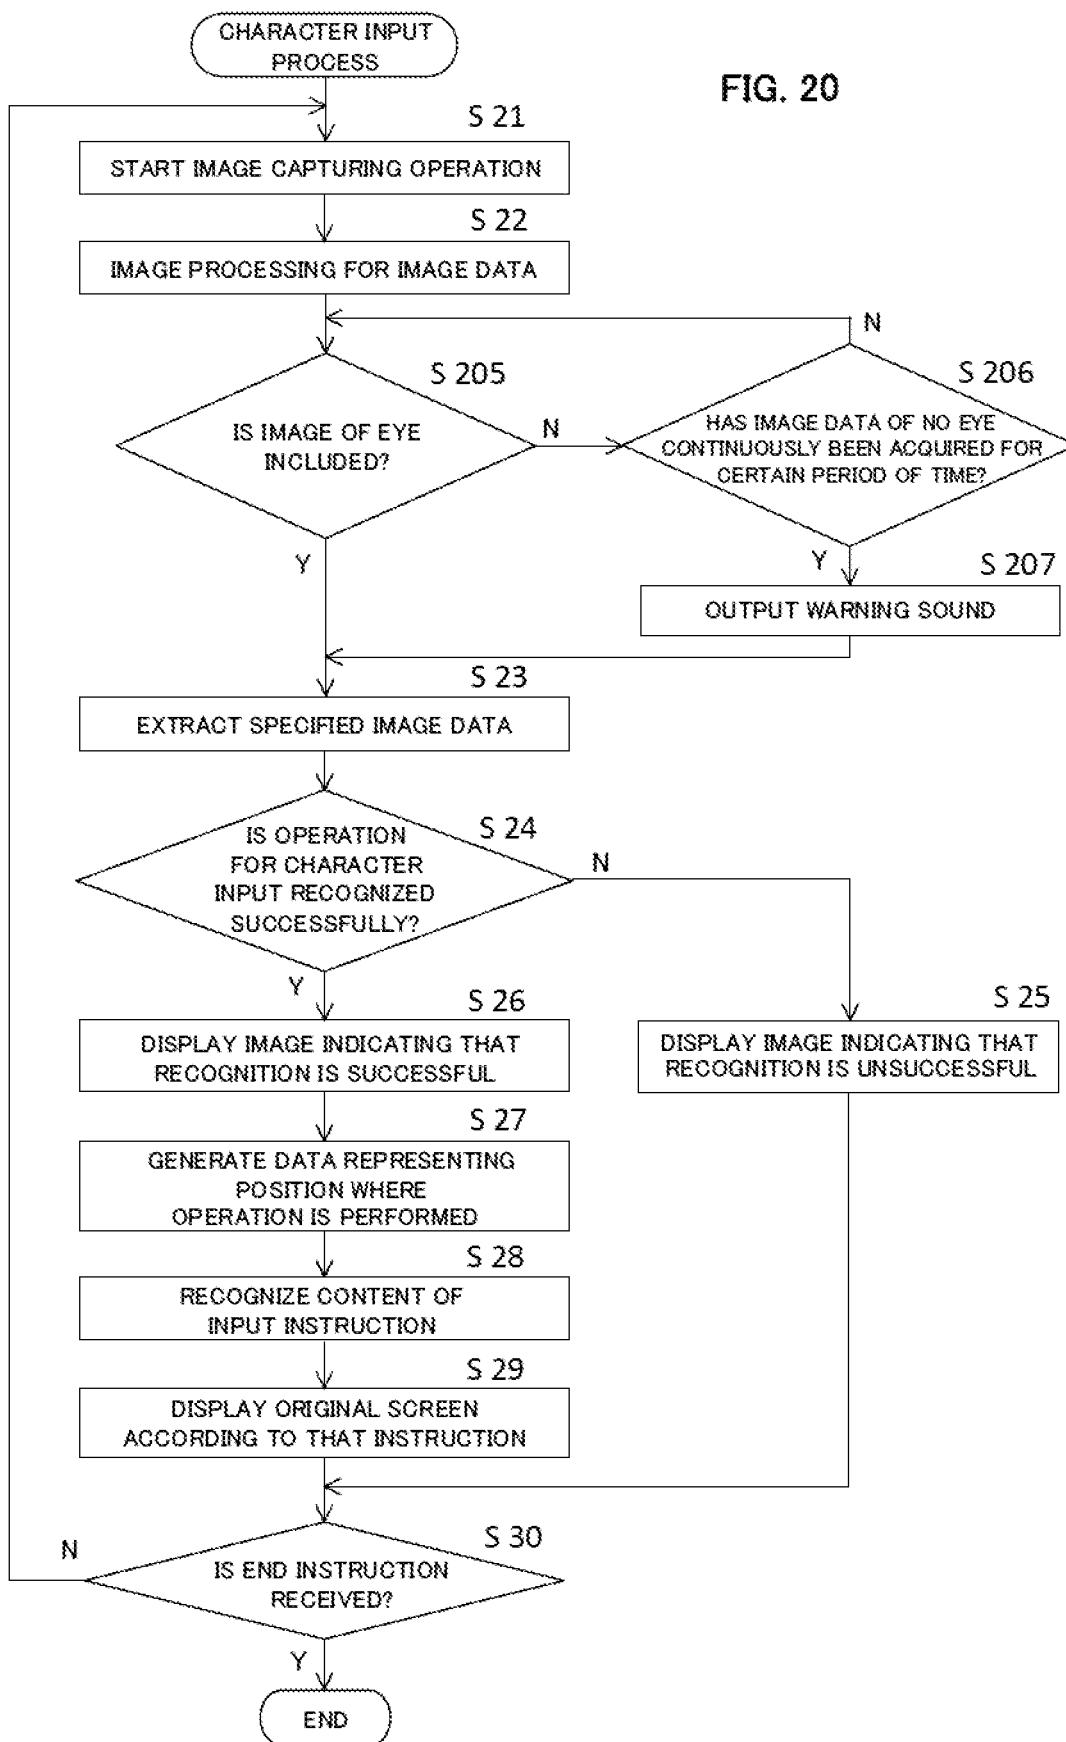 CHARACTER INPUT
PROCESS
FIG. 20
S 21
START IMAGE CAPTURING OPERATION
S 22
IMAGE PROCESSING FOR IMAGE DATA
N
S 205
S 206
IS IMAGE OF EYE
INCLUDED?
N
HAS IMAGE DATA OF NO EYE
CONTINUOUSLY BEEN ACQUIRED FOR
CERTAIN PERIOD OF TIME?
Y
Y
S 207
OUTPUT WARNING SOUND
S 23
EXTRACT SPECIFIED IMAGE DATA
S 24
IS OPERATION
FOR CHARACTER
INPUT RECOGNIZED
SUCCESSFULLY?
N
Y
S 26
DISPLAY IMAGE INDICATING THAT
RECOGNITION IS SUCCESSFUL
S 25
DISPLAY IMAGE INDICATING THAT
RECOGNITION IS UNSUCCESSFUL
S 27
GENERATE DATA REPRESENTING
POSITION WHERE
OPERATION IS PERFORMED
S 28
RECOGNIZE CONTENT OF
INPUT INSTRUCTION
S 29
DISPLAY ORIGINAL SCREEN
ACCORDING TO THAT INSTRUCTION
S 30
N
IS END INSTRUCTION
RECEIVED?
Y
END